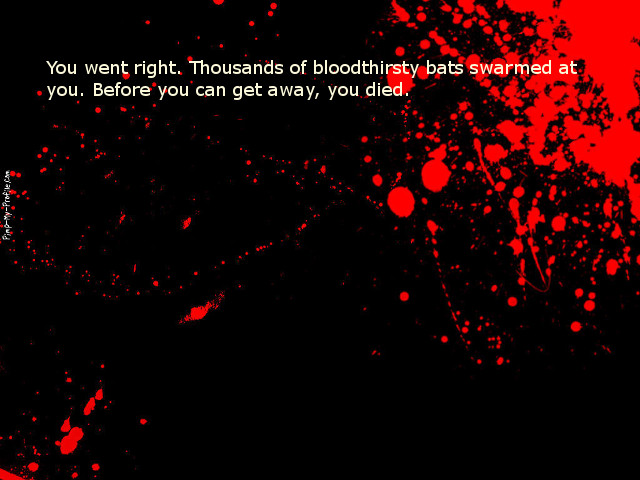 You went right. Thousands of bloodthirsty bats swarmed at
you. Before you can get away, you died.
Pimp-My-Profile.com